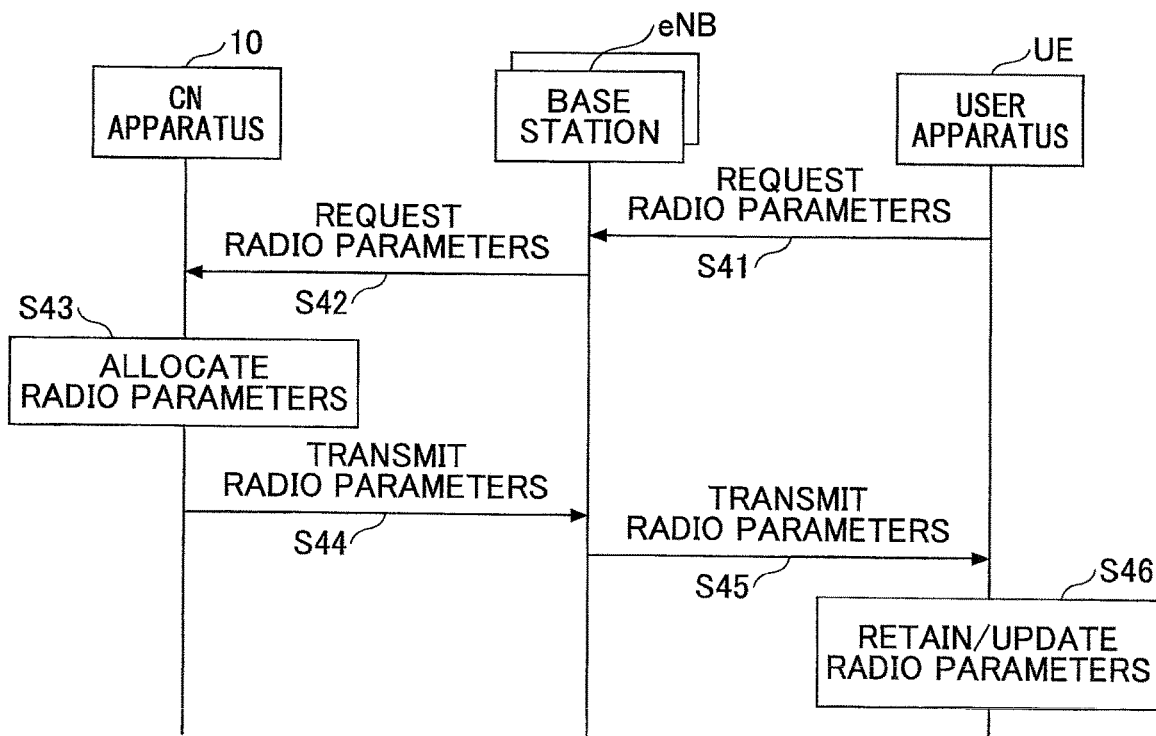 10
eNB
UE
CN
APPARATUS
BASE
STATION
USER
APPARATUS
REQUEST
RADIO PARAMETERS
S41
REQUEST
RADIO PARAMETERS
S42
S43
ALLOCATE
RADIO PARAMETERS
TRANSMIT
RADIO PARAMETERS
S44
TRANSMIT
RADIO PARAMETERS
S45
S46
RETAIN/UPDATE
RADIO PARAMETERS